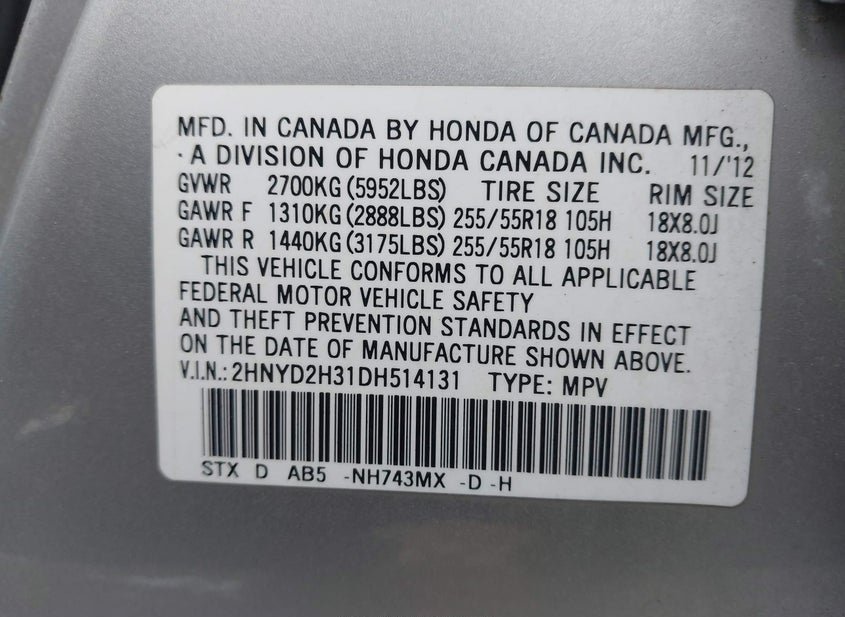 MFD. IN CANADA BY HONDA OF CANADA MFG.,
A DIVISION OF HONDA CANADA INC. 11/'12
GVWR 2700KG (5952LBS) TIRE SIZE RIM SIZE
GAWR F 1310KG (2888LBS) 255/55R18 105H 18X8.0J
GAWR R 1440KG (3175LBS) 255/55R18 105H 18X8.0J
THIS VEHICLE CONFORMS TO ALL APPLICABLE
FEDERAL MOTOR VEHICLE SAFETY
AND THEFT PREVENTION STANDARDS IN EFFECT
ON THE DATE OF MANUFACTURE SHOWN ABOVE.
V.I.N.: 2HNYD2H31DH514131 TYPE: MPV
STX D AB5 -NH743MX -D -H